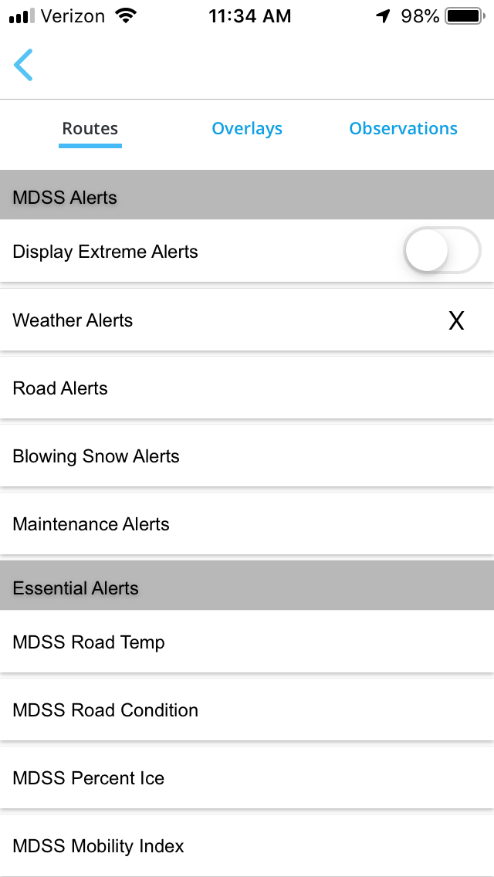 Verizon 11:34 AM 98%
Routes Overlays Observations
MDSS Alerts
Display Extreme Alerts
Weather Alerts X
Road Alerts
Blowing Snow Alerts
Maintenance Alerts
Essential Alerts
MDSS Road Temp
MDSS Road Condition
MDSS Percent Ice
MDSS Mobility Index